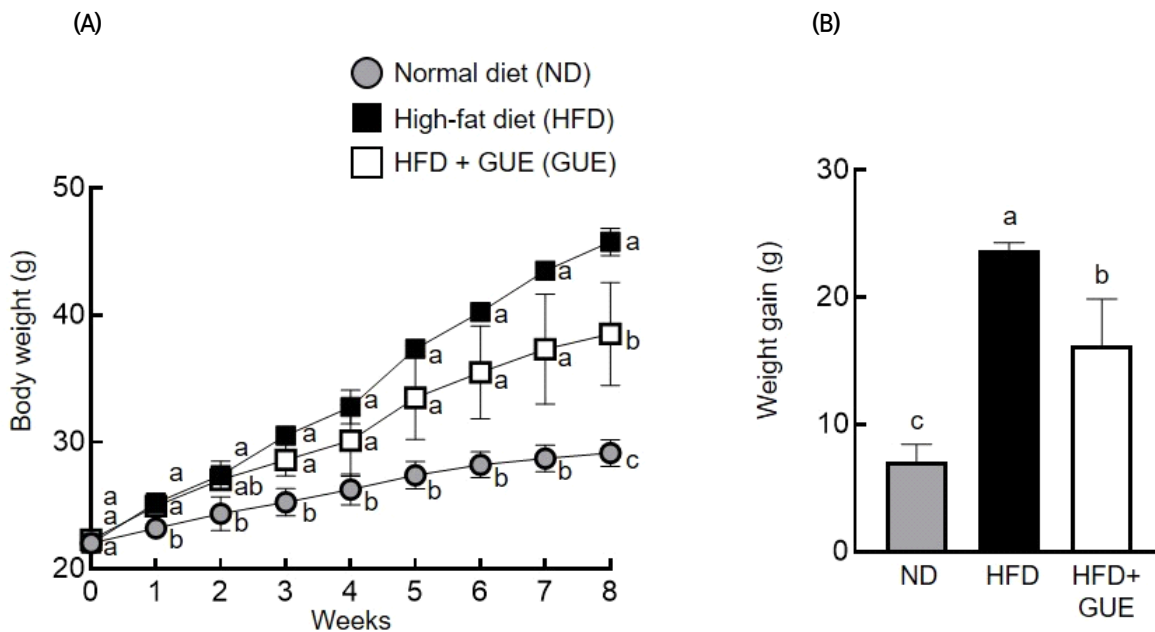 (A)
Normal diet (ND)
High-fat diet (HFD)
HFD + GUE (GUE)
Body weight (g)
50
40
30
20
a
a
a
a
a
b
a
ab
b
a
a
b
a
a
b
a
a
b
a
a
b
a
a
b
a
b
c
0 1 2 3 4 5 6 7 8
Weeks
(B)
Weight gain (g)
30
20
10
0
c
a
b
ND HFD HFD+
GUE